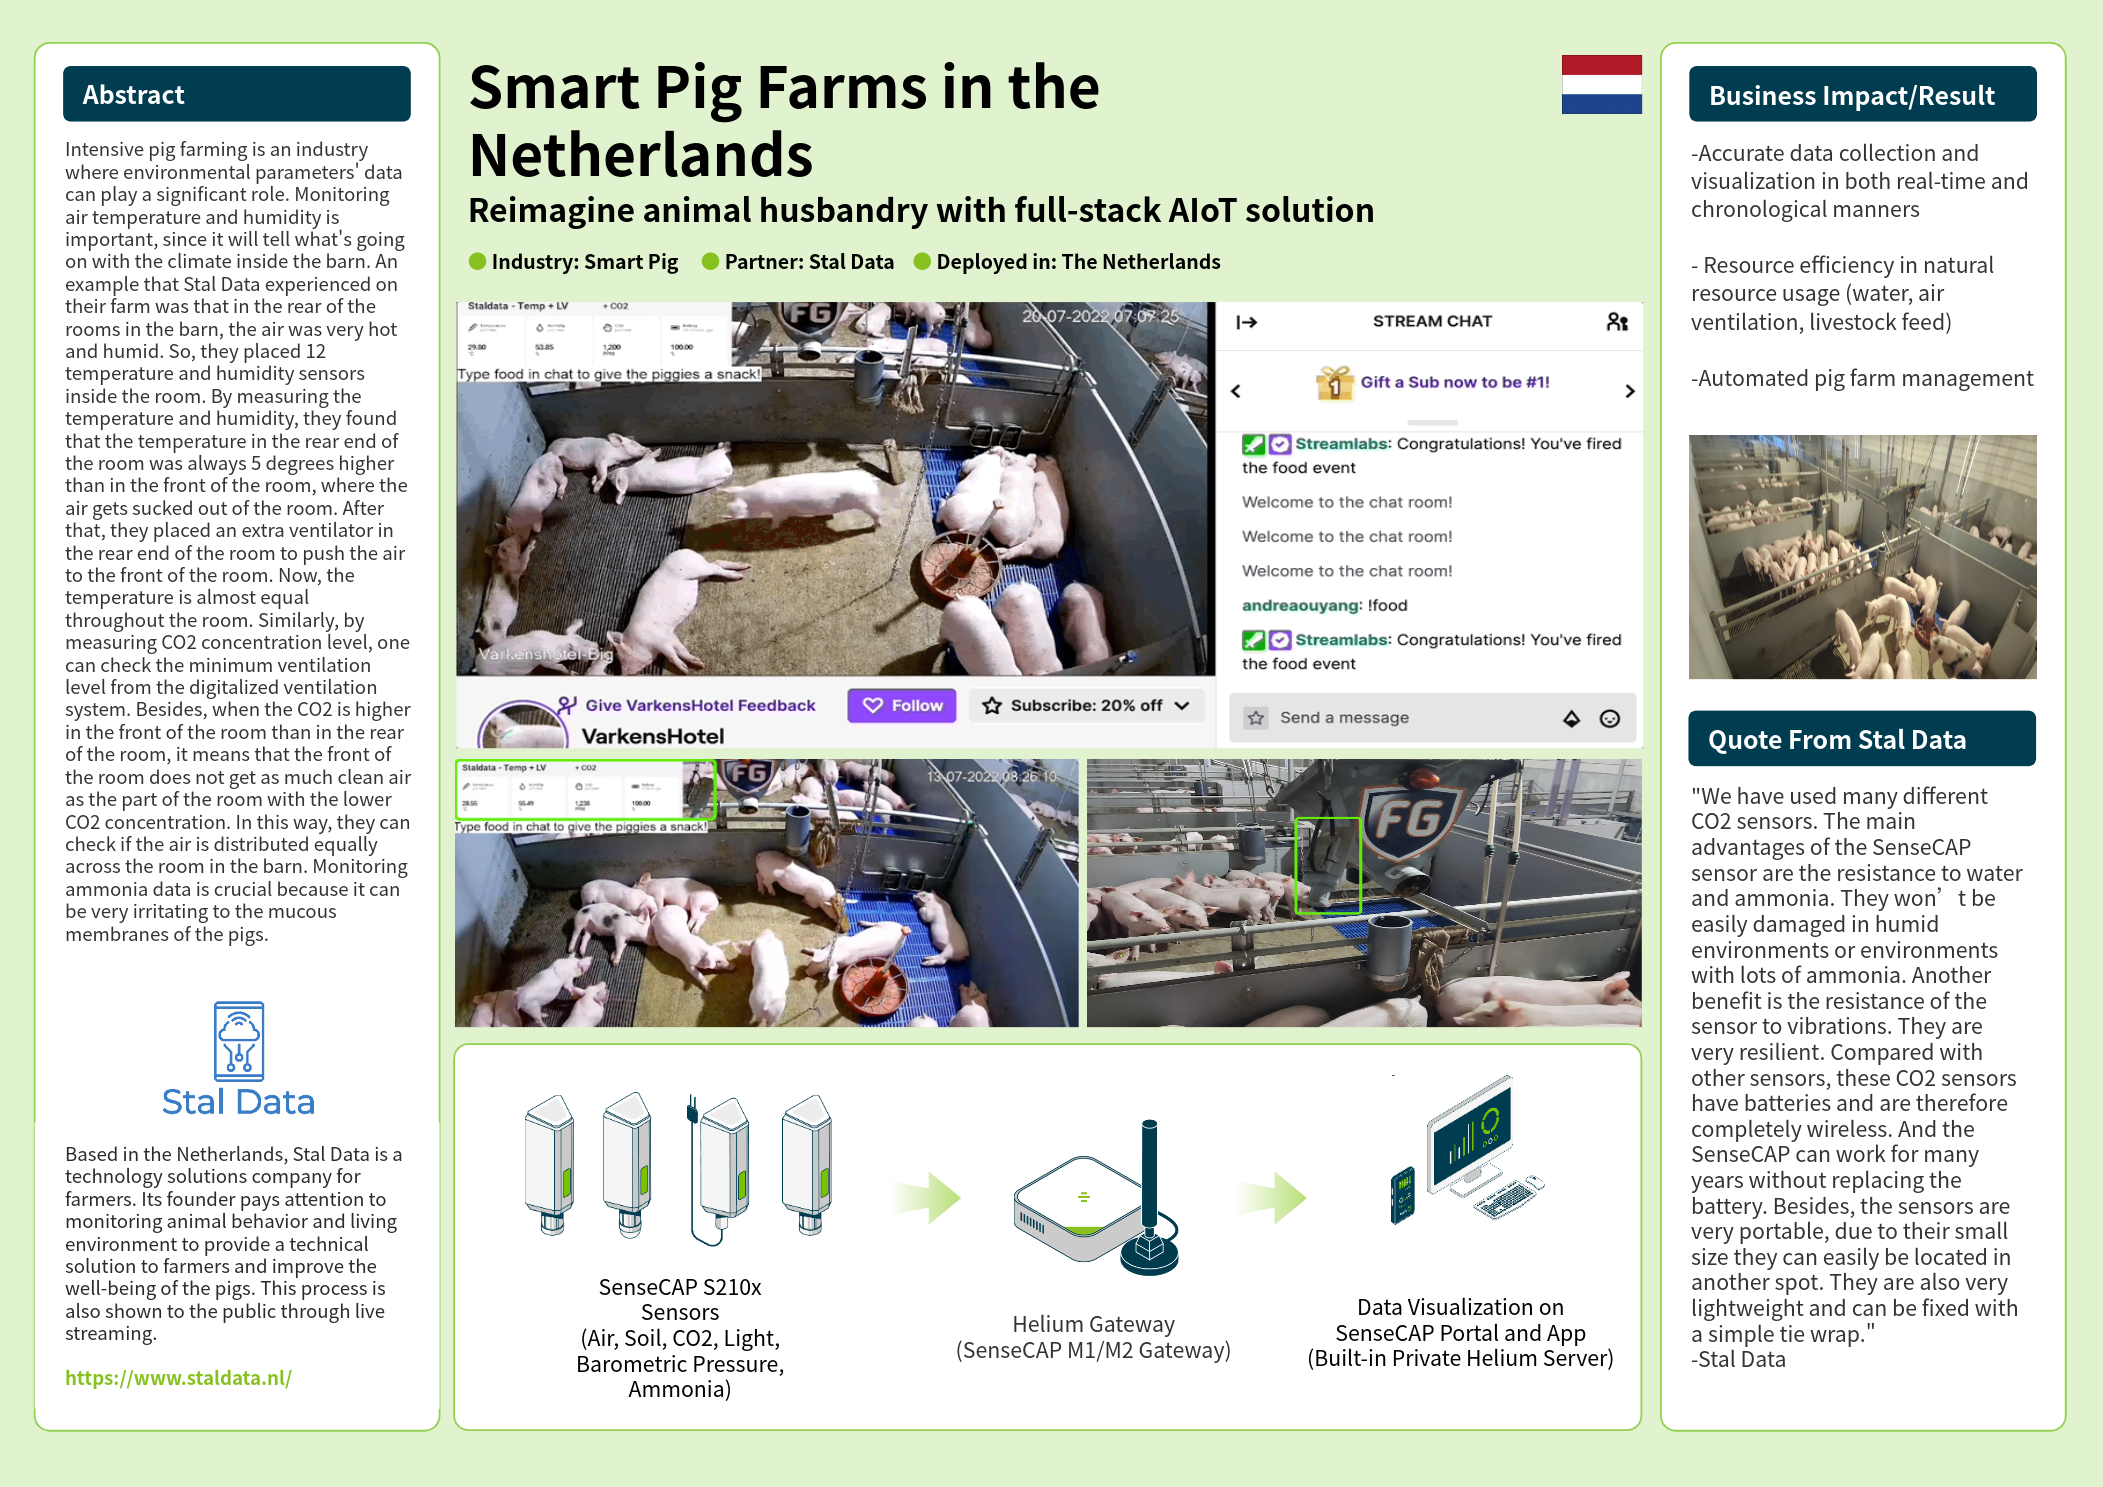 Abstract
Intensive pig farming is an industry
where environmental parameters' data
can play a significant role. Monitoring
air temperature and humidity is
important, since it will tell what's going
on with the climate inside the barn. An
example that Stal Data experienced on
their farm was that in the rear of the
rooms in the barn, the air was very hot
and humid. So, they placed 12
temperature and humidity sensors
inside the room. By measuring the
temperature and humidity, they found
that the temperature in the rear end of
the room was always 5 degrees higher
than in the front of the room, where the
air gets sucked out of the room. After
that, they placed an extra ventilator in
the rear end of the room to push the air
to the front of the room. Now, the
temperature is almost equal
throughout the room. Similarly, by
measuring CO2 concentration level, one
can check the minimum ventilation
level from the digitalized ventilation
system. Besides, when the CO2 is higher
in the front of the room than in the rear
of the room, it means that the front of
the room does not get as much clean air
as the part of the room with the lower
CO2 concentration. In this way, they can
check if the air is distributed equally
across the room in the barn. Monitoring
ammonia data is crucial because it can
be very irritating to the mucous
membranes of the pigs.
Stal Data
Based in the Netherlands, Stal Data is a
technology solutions company for
farmers. Its founder pays attention to
monitoring animal behavior and living
environment to provide a technical
solution to farmers and improve the
well-being of the pigs. This process is
also shown to the public through live
streaming.
https://www.staldata.nl/
Smart Pig Farms in the
Netherlands
Reimagine animal husbandry with full-stack AIoT solution
Industry: Smart Pig Partner: Stal Data Deployed in: The Netherlands
Staldata - Temp + LV + CO2
Temperature Humidity CO2 Battery
29.80 53.85 1,200 100.00
Type food in chat to give the piggies a snack!
FG
20-07-2022 07:07:25
Varkenshotel-Big
Give VarkensHotel Feedback Follow Subscribe: 20% off
VarkensHotel
STREAM CHAT
1 Gift a Sub now to be #1!
Streamlabs: Congratulations! You've fired
the food event
Welcome to the chat room!
Welcome to the chat room!
Welcome to the chat room!
andreaouyang: !food
Streamlabs: Congratulations! You've fired
the food event
Send a message
Staldata - Temp + LV + CO2
28.55 55.49 1,235 100.00
Type food in chat to give the piggies a snack!
FG
13-07-2022 08:26:10
FG
SenseCAP S210x
Sensors
(Air, Soil, CO2, Light,
Barometric Pressure,
Ammonia)
Helium Gateway
(SenseCAP M1/M2 Gateway)
Data Visualization on
SenseCAP Portal and App
(Built-in Private Helium Server)
Business Impact/Result
-Accurate data collection and
visualization in both real-time and
chronological manners
- Resource efficiency in natural
resource usage (water, air
ventilation, livestock feed)
-Automated pig farm management
Quote From Stal Data
"We have used many different
CO2 sensors. The main
advantages of the SenseCAP
sensor are the resistance to water
and ammonia. They won’ t be
easily damaged in humid
environments or environments
with lots of ammonia. Another
benefit is the resistance of the
sensor to vibrations. They are
very resilient. Compared with
other sensors, these CO2 sensors
have batteries and are therefore
completely wireless. And the
SenseCAP can work for many
years without replacing the
battery. Besides, the sensors are
very portable, due to their small
size they can easily be located in
another spot. They are also very
lightweight and can be fixed with
a simple tie wrap."
-Stal Data